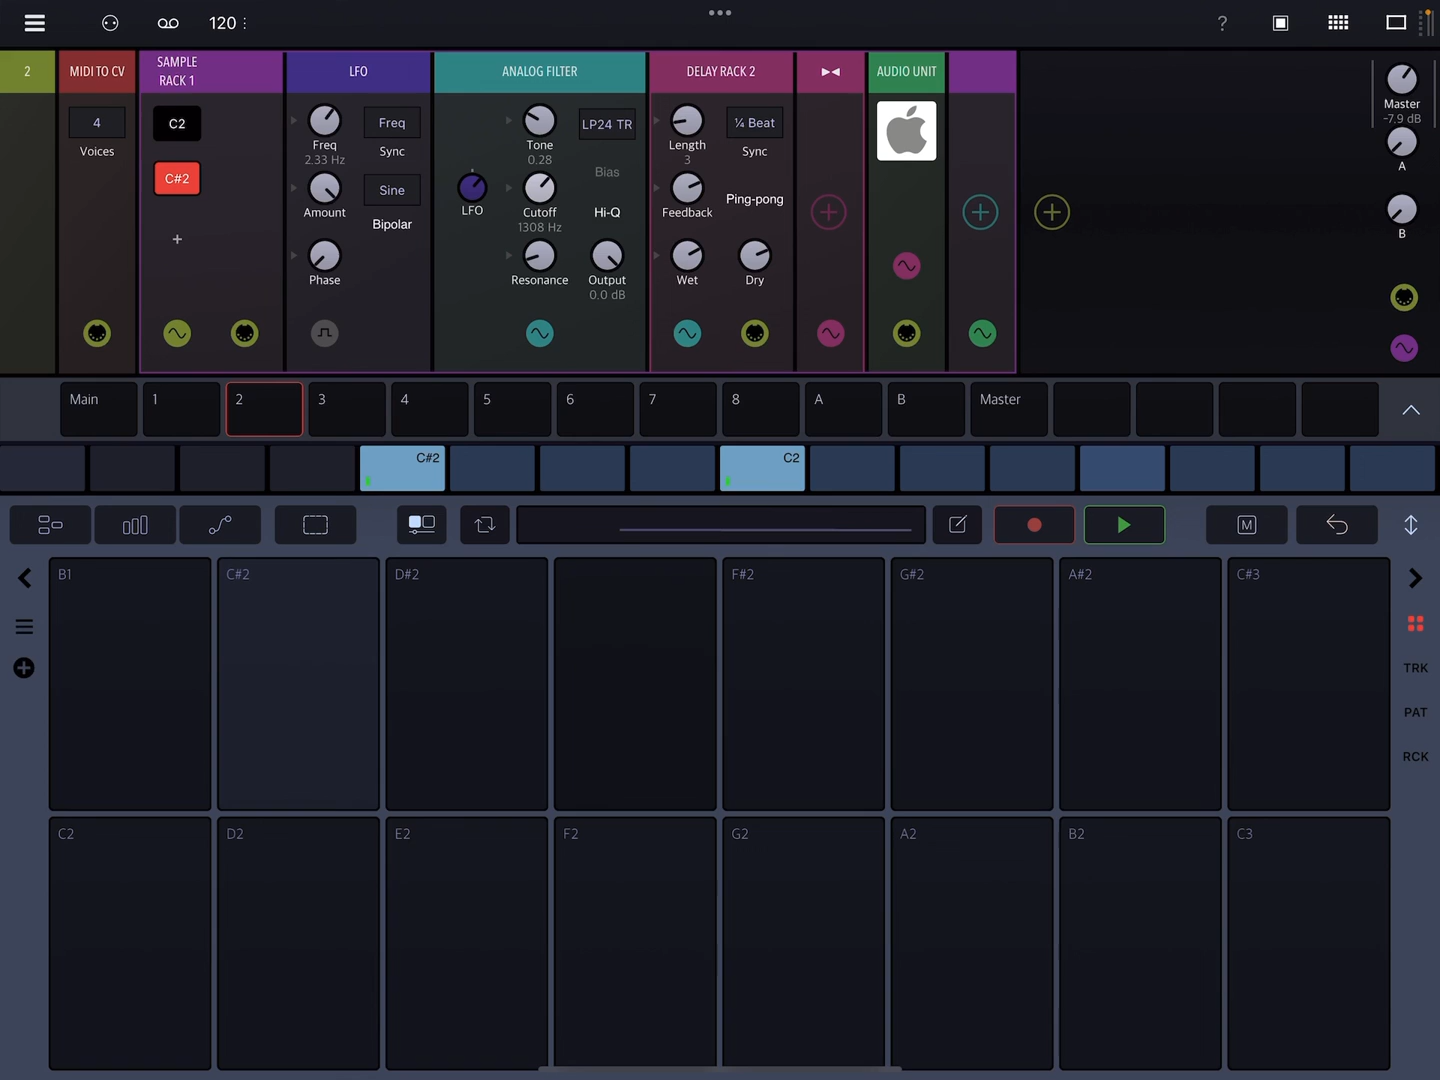 120
?
2
MIDI TO CV
SAMPLE
RACK 1
LFO
ANALOG FILTER
DELAY RACK 2
AUDIO UNIT
4
Voices
C2
C#2
+
Freq
2.33 Hz
Freq
Sync
Amount
Sine
Bipolar
Phase
LFO
Tone
0.28
LP24 TR
Bias
Cutoff
1308 Hz
Hi-Q
Resonance
Output
0.0 dB
Length
3
¼ Beat
Sync
Feedback
Ping-pong
Wet
Dry
Master
-7.9 dB
A
B
Main
1
2
3
4
5
6
7
8
A
B
Master
C#2
C2
M
B1
C#2
D#2
F#2
G#2
A#2
C#3
TRK
PAT
RCK
C2
D2
E2
F2
G2
A2
B2
C3